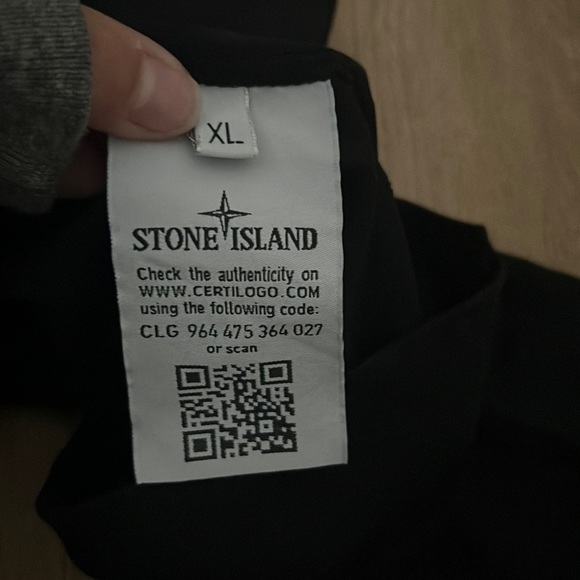 XL
STONE ISLAND
Check the authenticity on
WWW.CERTILOGO.COM
using the following code:
CLG 964 475 364 027
or scan